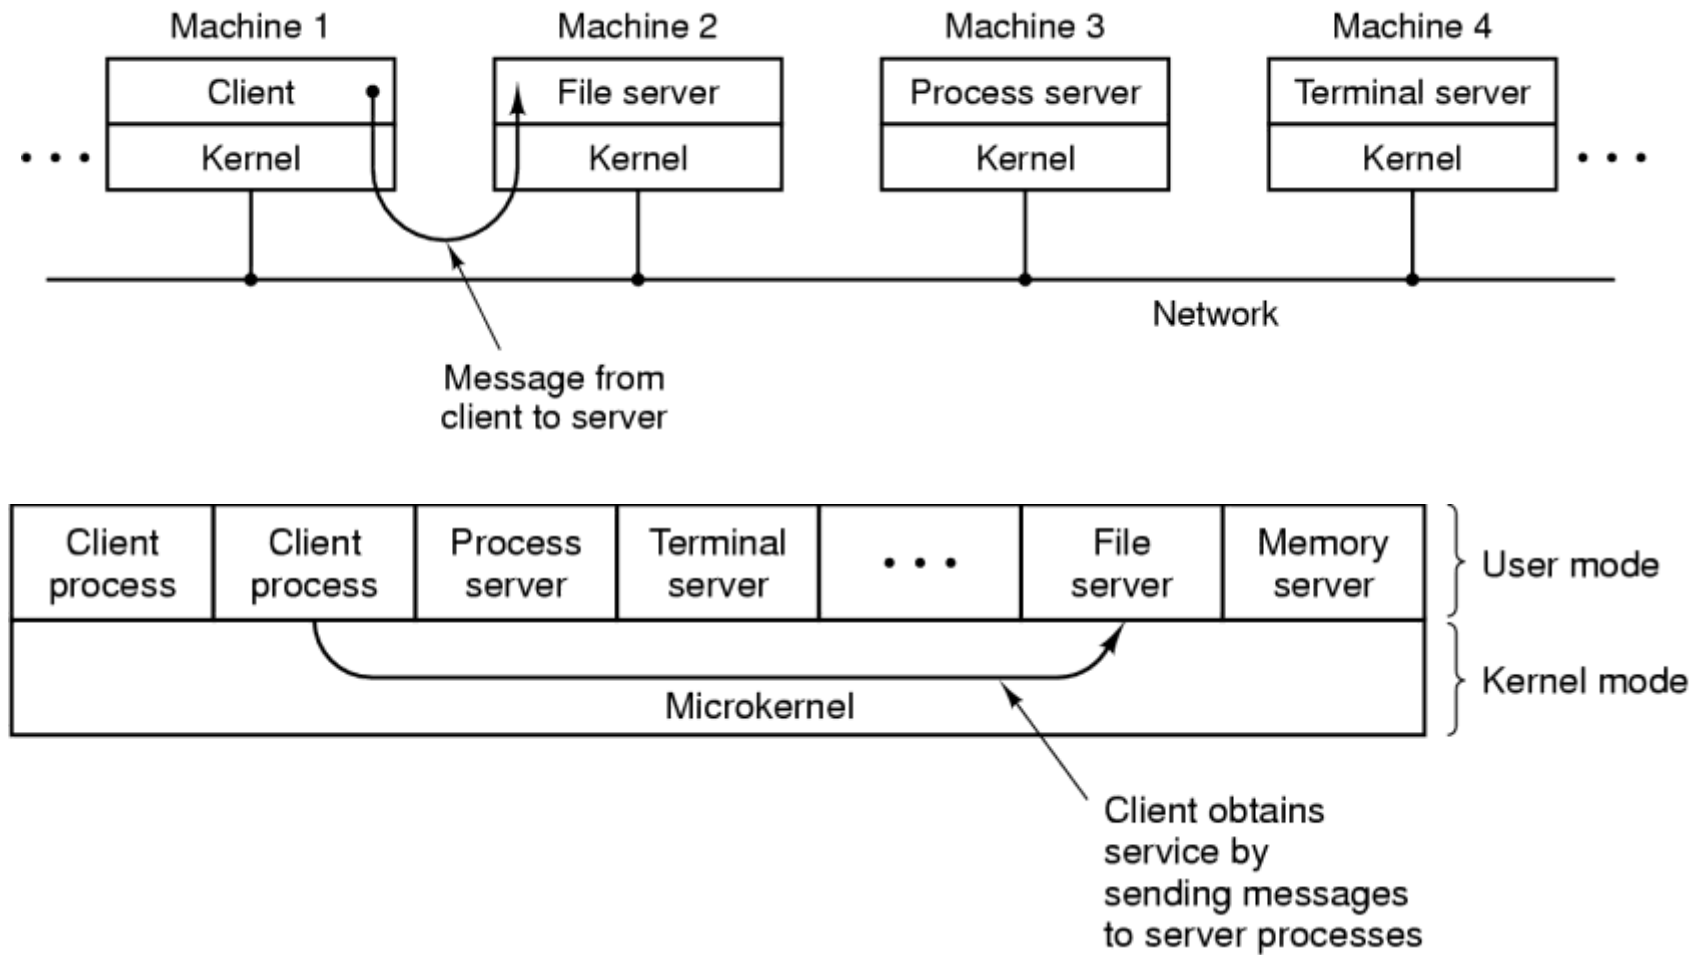 Machine 1
Machine 2
Machine 3
Machine 4
Client
File server
Process server
Terminal server
• • •
Kernel
Kernel
Kernel
Kernel
• • •
Network
Message from
client to server
Client
process
Client
process
Process
server
Terminal
server
• • •
File
server
Memory
server
User mode
Microkernel
Kernel mode
Client obtains
service by
sending messages
to server processes